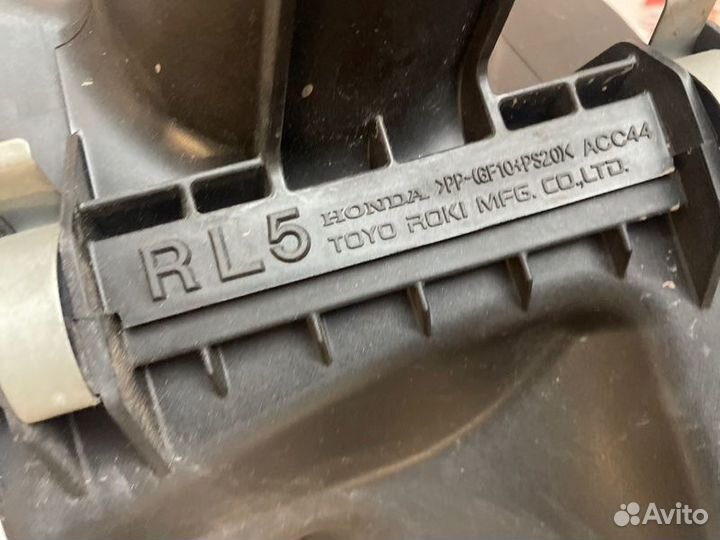 RL5 HONDA >PP-(GF10+PS20)< ACC44
TOYO ROKI MFG. CO.,LTD.
Avito